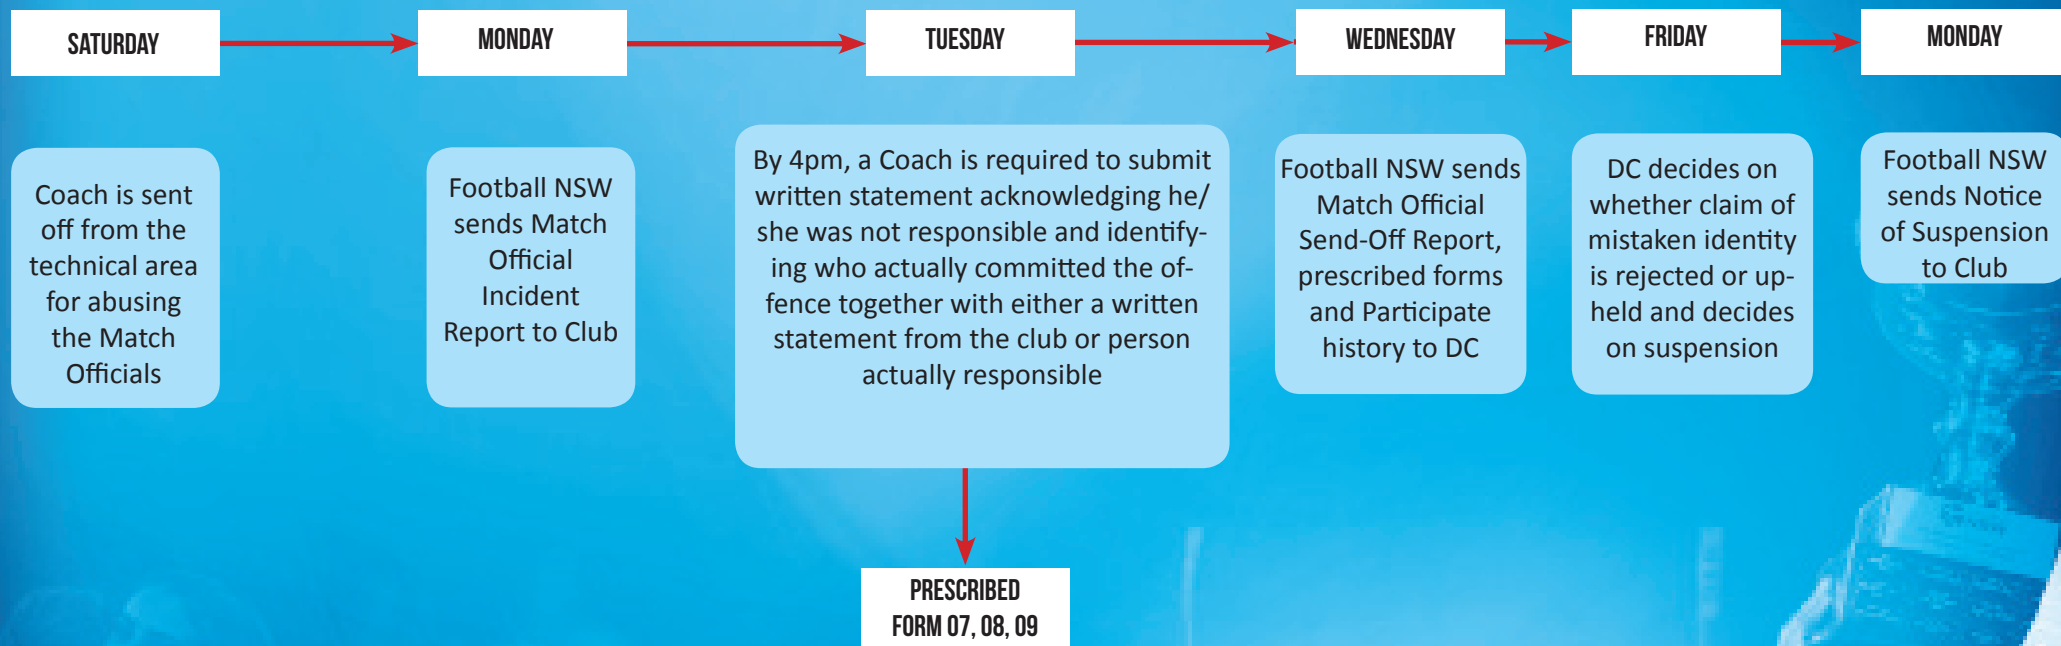 SATURDAY
MONDAY
TUESDAY
WEDNESDAY
FRIDAY
MONDAY
Coach is sent
off from the
technical area
for abusing
the Match
Officials
Football NSW
sends Match
Official
Incident
Report to Club
By 4pm, a Coach is required to submit
written statement acknowledging he/
she was not responsible and identify-
ing who actually committed the of-
fence together with either a written
statement from the club or person
actually responsible
Football NSW sends
Match Official
Send-Off Report,
prescribed forms
and Participate
history to DC
DC decides on
whether claim of
mistaken identity
is rejected or up-
held and decides
on suspension
Football NSW
sends Notice
of Suspension
to Club
PRESCRIBED
FORM 07, 08, 09